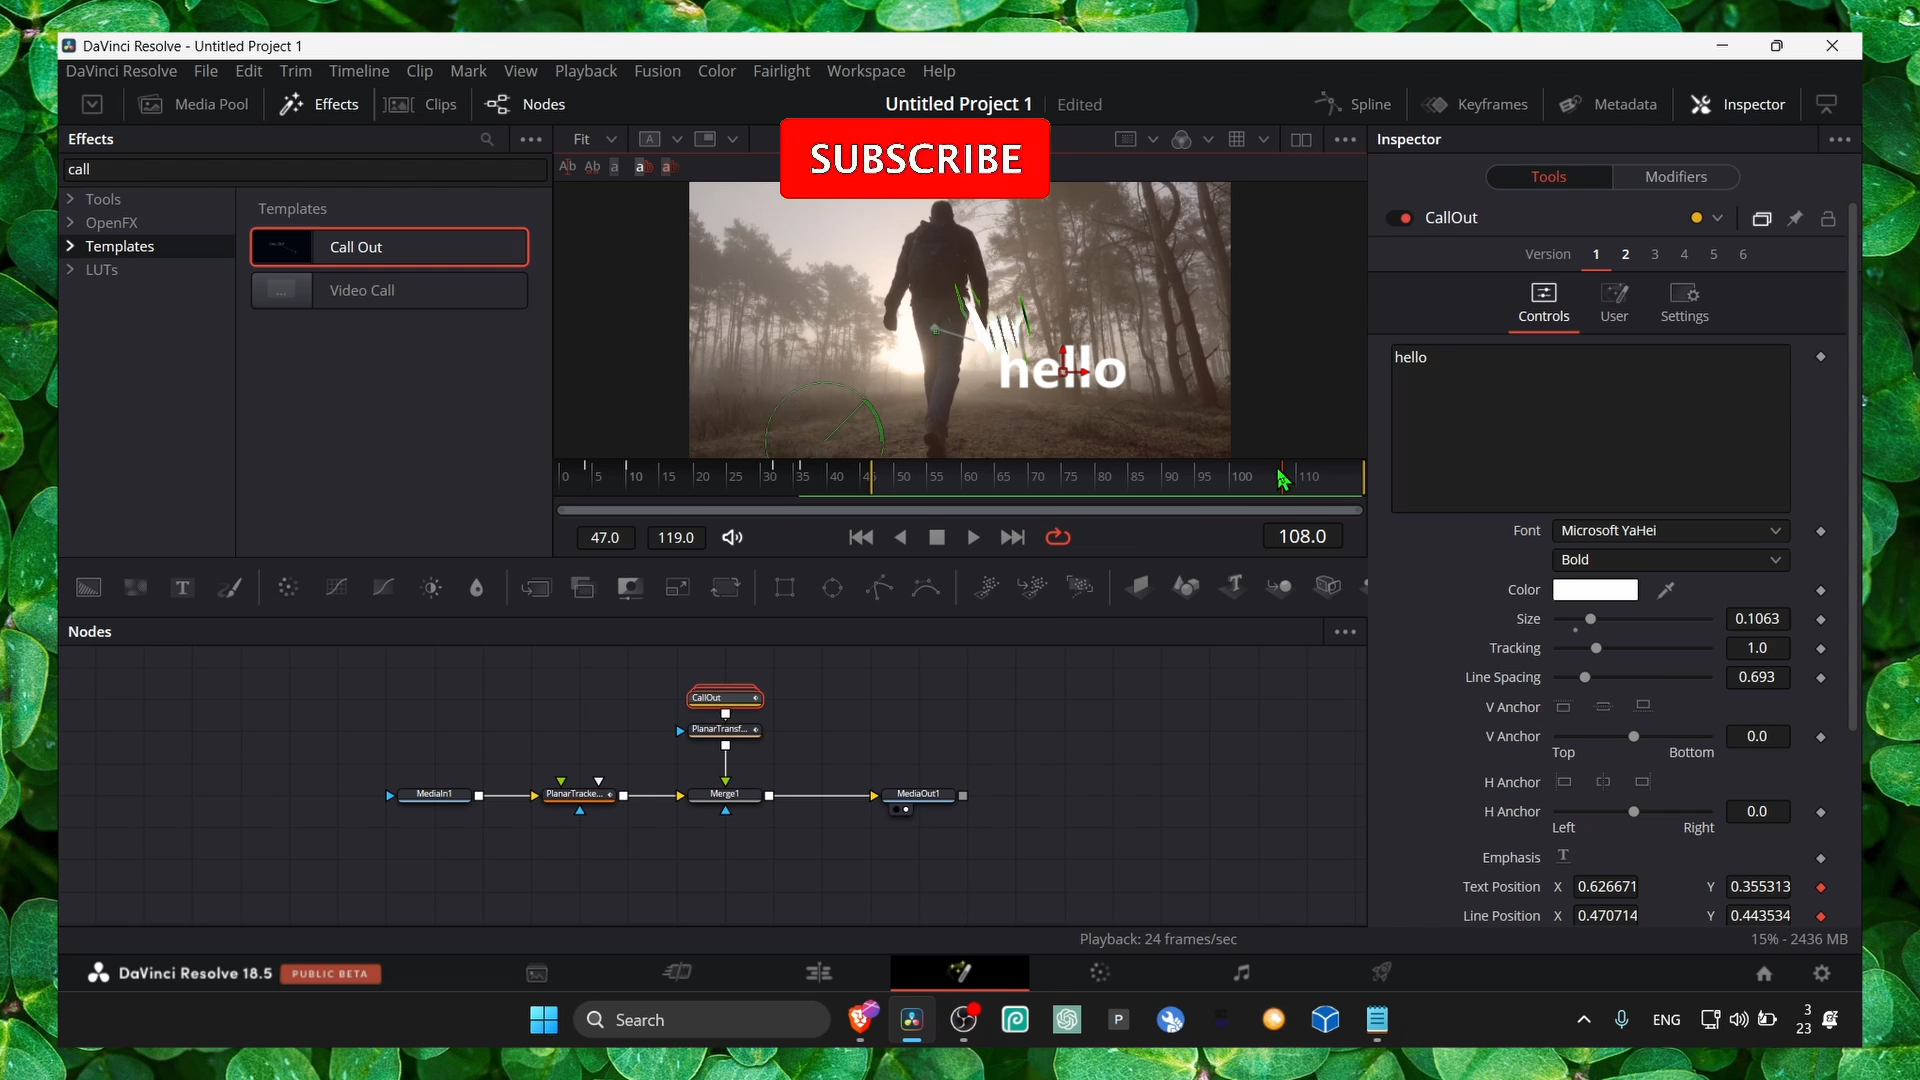 DaVinci Resolve - Untitled Project 1
DaVinci Resolve File Edit Trim Timeline Clip Mark View Playback Fusion Color Fairlight Workspace Help
Media Pool Effects Clips Nodes Untitled Project 1 Edited Spline Keyframes Metadata Inspector
Effects Fit Inspector
SUBSCRIBE
call
Tools Modifiers
Tools
OpenFX
Templates
LUTs
Templates
Call Out
Video Call
CallOut
Version 1 2 3 4 5 6
Controls User Settings
hello
hello
0 5 10 15 20 25 30 35 40 45 50 55 60 65 70 75 80 85 90 95 100 110
47.0 119.0 108.0
Font Microsoft YaHei
Bold
Color
Size 0.1063
Tracking 1.0
Line Spacing 0.693
V Anchor
V Anchor 0.0
Top Bottom
H Anchor
H Anchor 0.0
Left Right
Emphasis
Text Position X 0.626671 Y 0.355313
Line Position X 0.470714 Y 0.443534
Nodes
CallOut
PlanarTransf...
MediaIn1 PlanarTracke... Merge1 MediaOut1
Playback: 24 frames/sec 15% - 2436 MB
DaVinci Resolve 18.5 PUBLIC BETA
Search
ENG
3
23